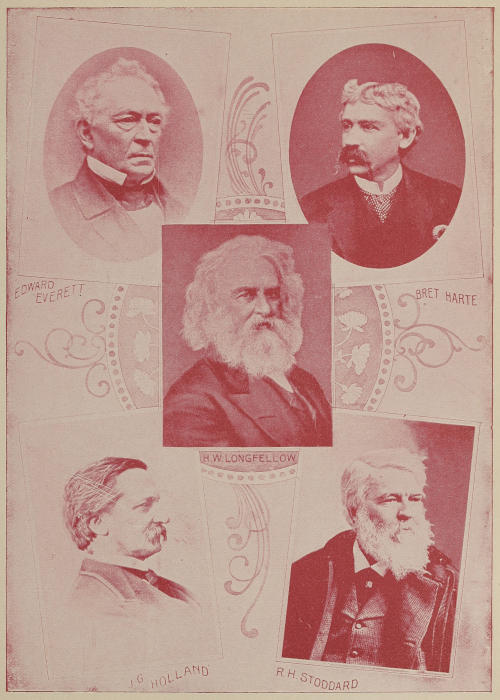 EDWARD
EVERETT
BRET HARTE
H.W. LONGFELLOW
J.G. HOLLAND
R.H. STODDARD